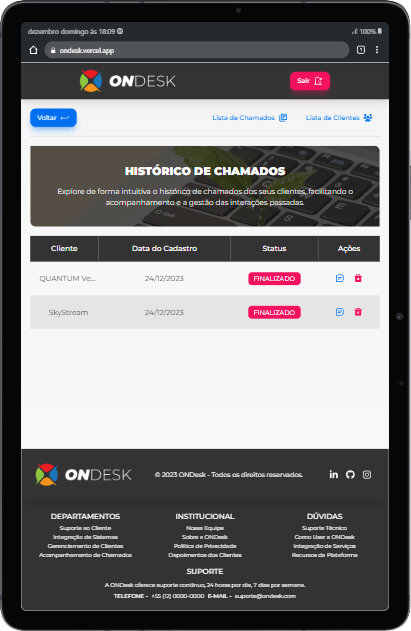 dezembro domingo às 18:09
100%
ondesk.vercel.app
1
ONDESK
Sair
Voltar
Lista de Chamados
Lista de Clientes
HISTÓRICO DE CHAMADOS
Explore de forma intuitiva o histórico de chamados dos seus clientes, facilitando o
acompanhamento e a gestão das interações passadas.
Cliente Data do Cadastro Status Ações
QUANTUM Ve... 24/12/2023 FINALIZADO
SkyStream 24/12/2023 FINALIZADO
ONDESK
© 2023 ONDesk - Todos os direitos reservados.
DEPARTAMENTOS
Suporte ao Cliente
Integração de Sistemas
Gerenciamento de Clientes
Acompanhamento de Chamados
INSTITUCIONAL
Nossa Equipe
Sobre a ONDesk
Política de Privacidade
Depoimentos dos Clientes
DÚVIDAS
Suporte Técnico
Como Usar a ONDesk
Integração de Serviços
Recursos da Plataforma
SUPORTE
A ONDesk oferece suporte contínuo, 24 horas por dia, 7 dias por semana.
TELEFONE - +55 (12) 0000-0000 E-MAIL - suporte@ondesk.com